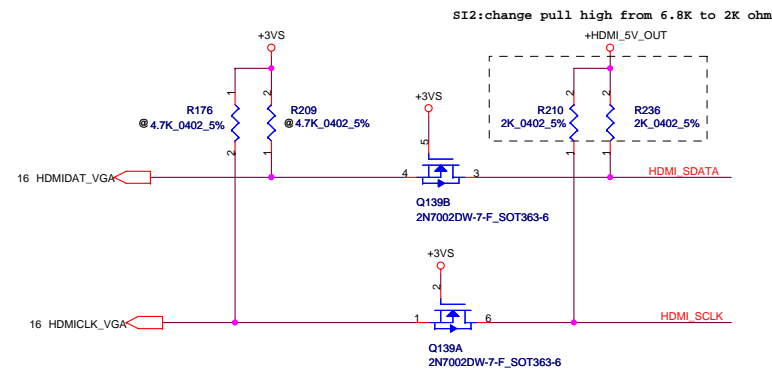 SI2:change pull high from 6.8K to 2K ohm
+3VS
+HDMI_5V_OUT
1
2
R176
@ 4.7K_0402_5%
2
R209
@ 4.7K_0402_5%
1
+3VS
5
2
R210
2K_0402_5%
1
2
R236
2K_0402_5%
1
16 HDMIDAT_VGA
4
3
HDMI_SDATA
Q139B
2N7002DW-7-F_SOT363-6
+3VS
2
16 HDMICLK_VGA
1
6
HDMI_SCLK
Q139A
2N7002DW-7-F_SOT363-6